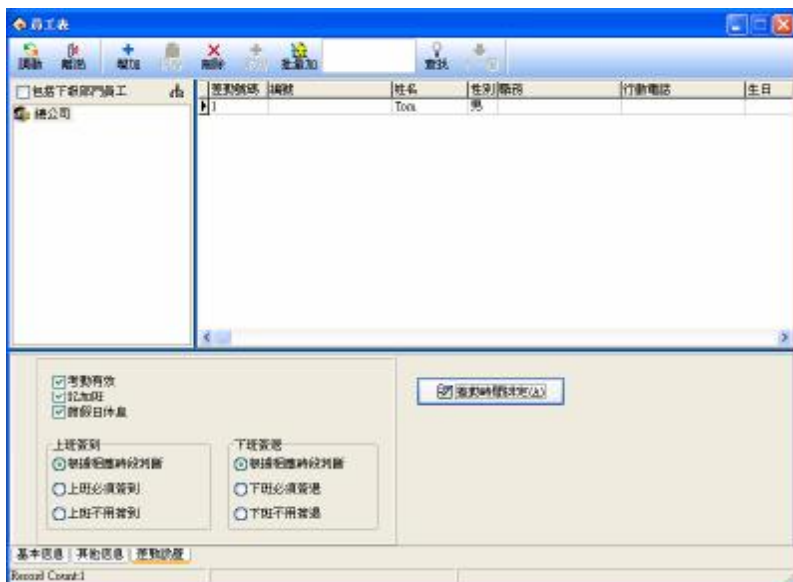 員工表
調動 離職 增加 刪除 批量加 查找
包括下級部門員工
總公司
差勤號碼 編號 姓名 性別 職務 行動電話 生日
1 Tom 男
考勤有效
記加班
節假日休息
差勤時間設定(A)
上班簽到 下班簽退
根據相應時段判斷 根據相應時段判斷
上班必須簽到 下班必須簽退
上班不用簽到 下班不用簽退
基本信息 其他信息 差勤設置
Record Count:1